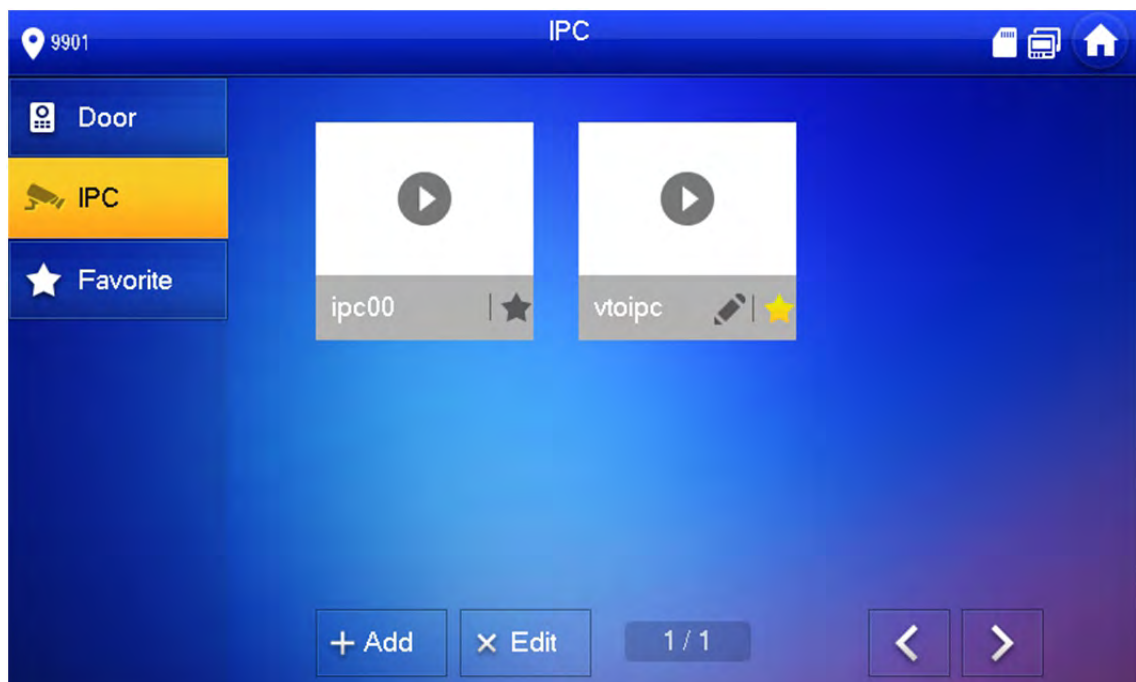 9901
IPC
Door
IPC
Favorite
ipc00
vtoipc
+ Add
× Edit
1 / 1